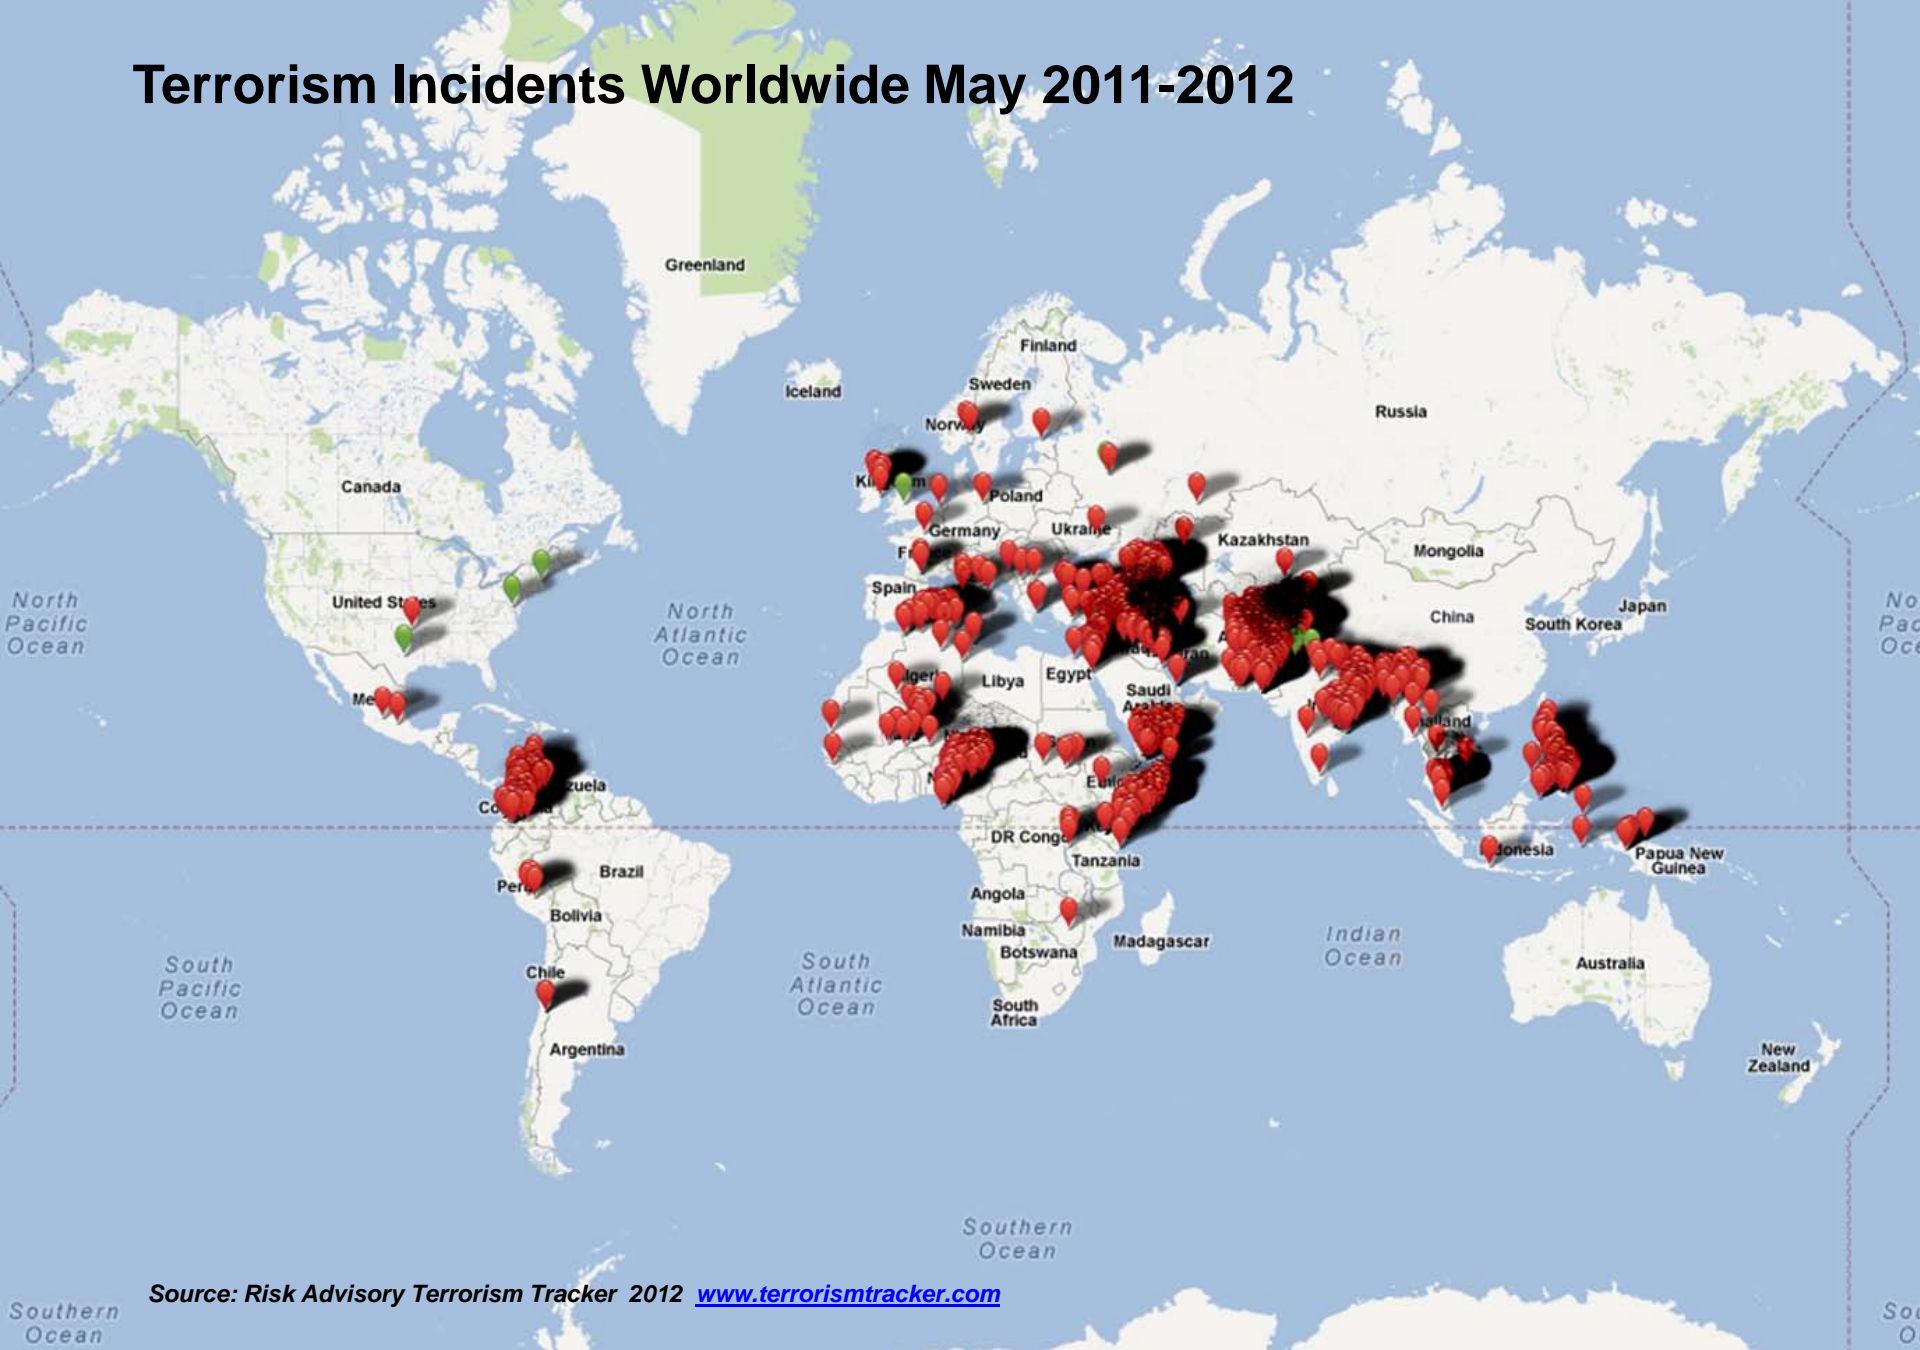 Terrorism Incidents Worldwide May 2011-2012
Greenland
Finland
Iceland
Sweden
Russia
Canada
Poland
Germany
Ukraine
Kazakhstan
Mongolia
Spain
United States
North
Pacific
Ocean
North
Atlantic
Ocean
China
Japan
South Korea
Libya
Egypt
Saudi
DR Congo
Tanzania
Brazil
Bolivia
Angola
Namibia
Botswana
Madagascar
Papua New
Guinea
Chile
South
Africa
Argentina
Australia
New
Zealand
South
Pacific
Ocean
South
Atlantic
Ocean
Indian
Ocean
Southern
Ocean
Source: Risk Advisory Terrorism Tracker 2012 www.terrorismtracker.com
Southern
Ocean